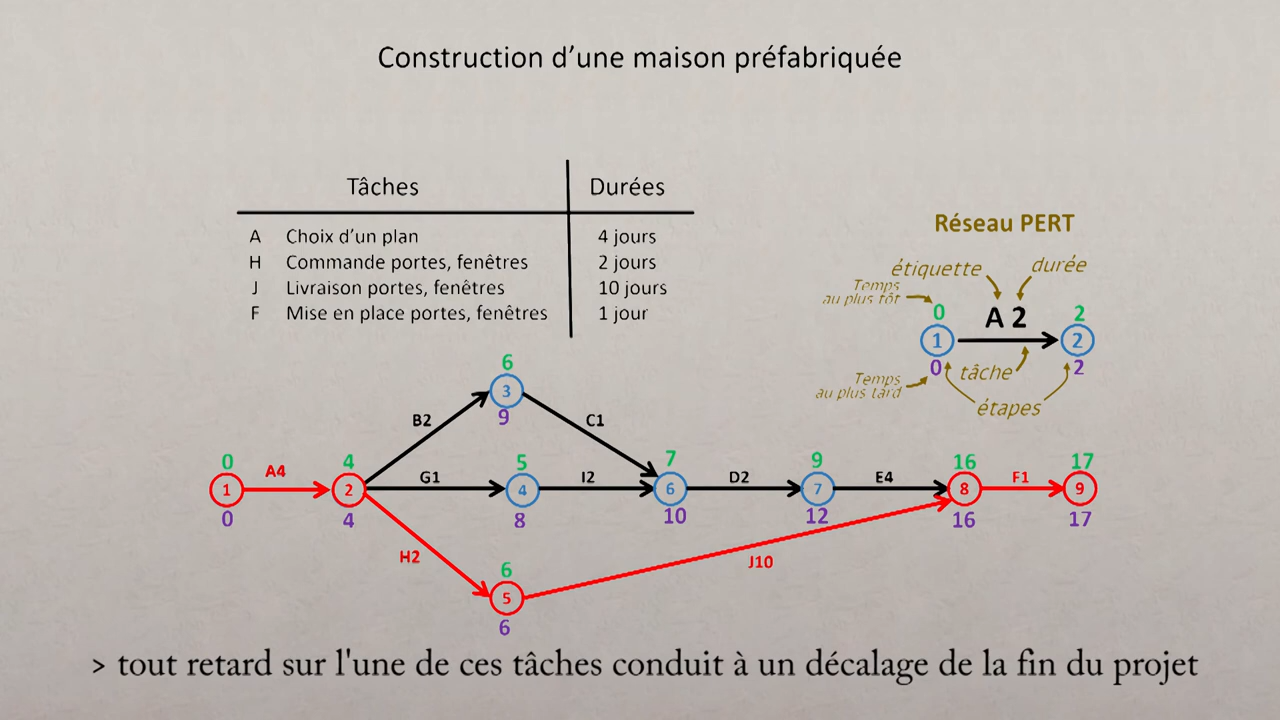 Construction d’une maison préfabriquée
Tâches Durées
A Choix d’un plan 4 jours
H Commande portes, fenêtres 2 jours
J Livraison portes, fenêtres 10 jours
F Mise en place portes, fenêtres 1 jour
Réseau PERT
étiquette durée
Temps
au plus tôt
0 A 2 2
1 2
0 tâche 2
Temps
au plus tard
étapes
6
3
9
B2 C1
0 4 5 7 9 16 17
A4 G1 I2 D2 E4 F1
1 2 4 6 7 8 9
0 4 8 10 12 16 17
H2 J10
6
5
6
> tout retard sur l'une de ces tâches conduit à un décalage de la fin du projet